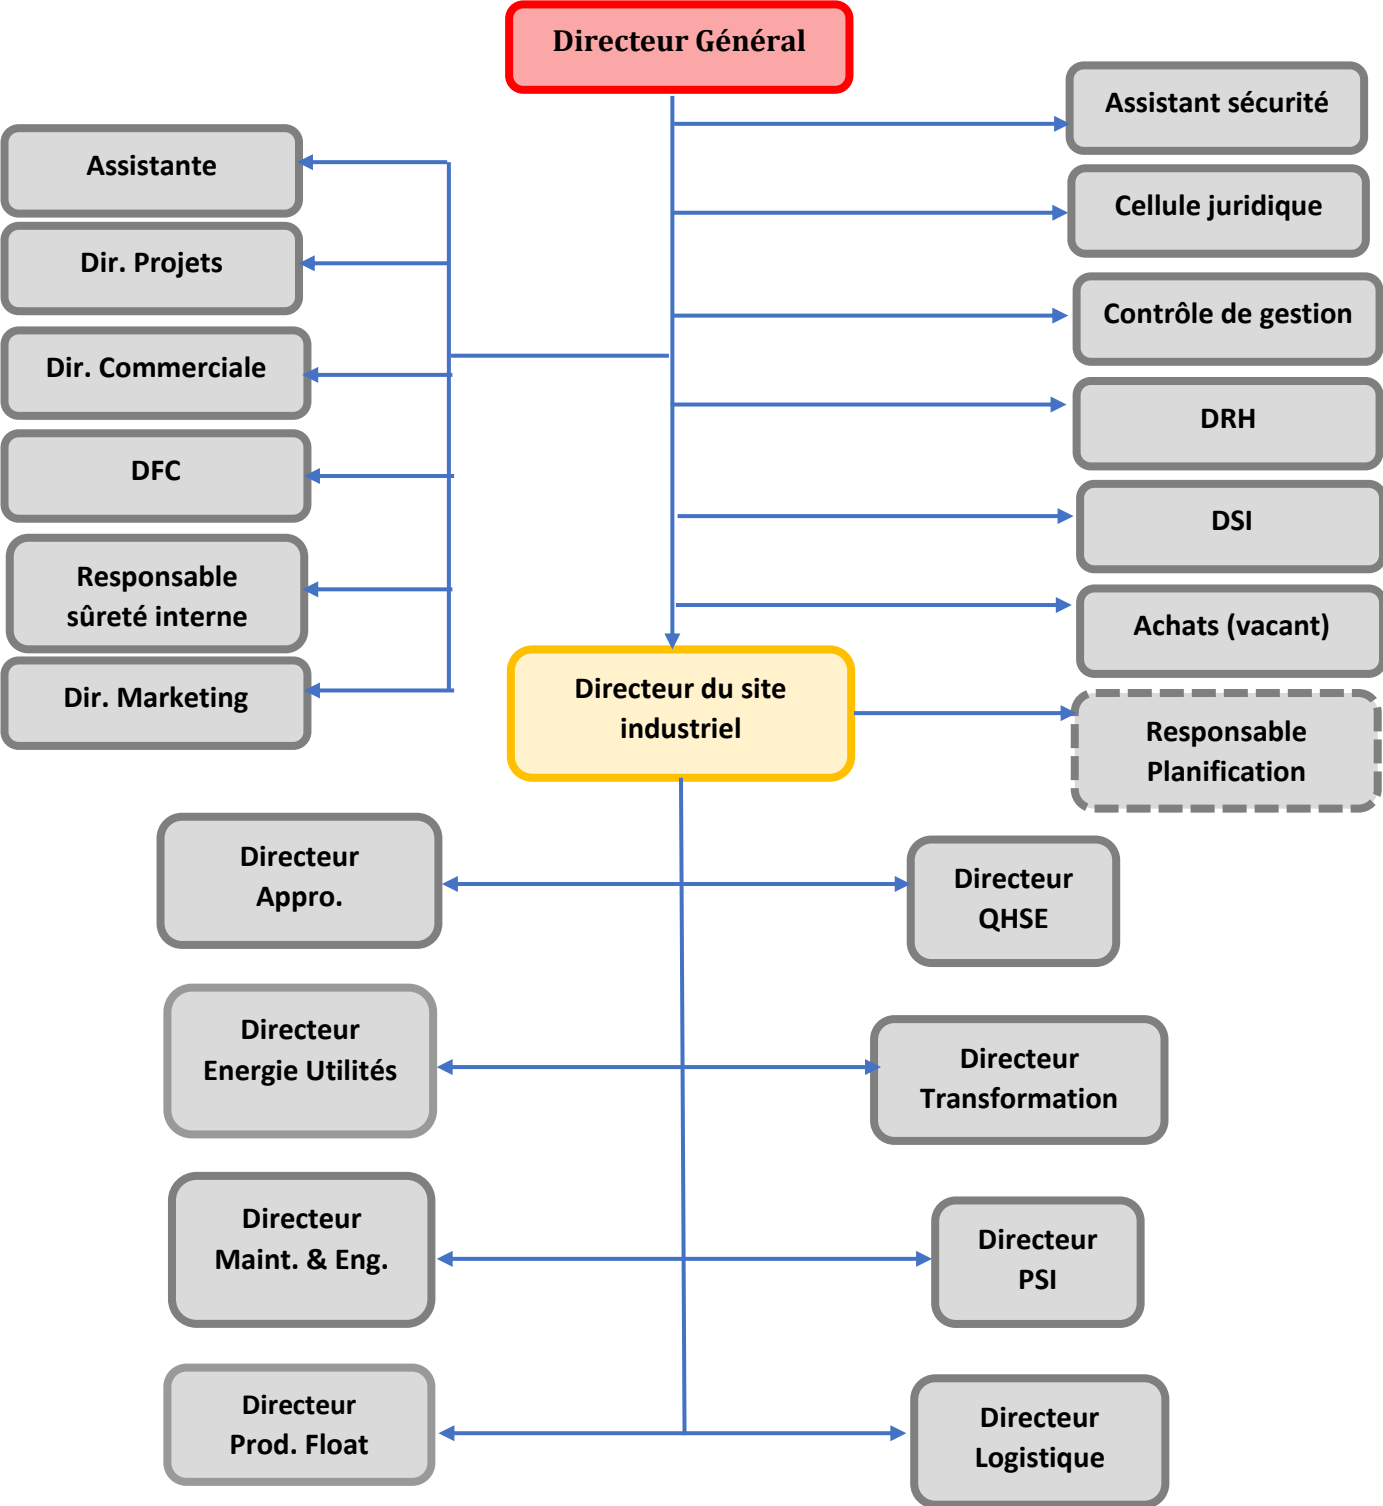 Directeur Général
Assistant sécurité
Assistante
Cellule juridique
Dir. Projets
Contrôle de gestion
Dir. Commerciale
DRH
DFC
DSI
Responsable
sûreté interne
Achats (vacant)
Dir. Marketing
Directeur du site
industriel
Responsable
Planification
Directeur
Appro.
Directeur
QHSE
Directeur
Energie Utilités
Directeur
Transformation
Directeur
Maint. & Eng.
Directeur
PSI
Directeur
Prod. Float
Directeur
Logistique